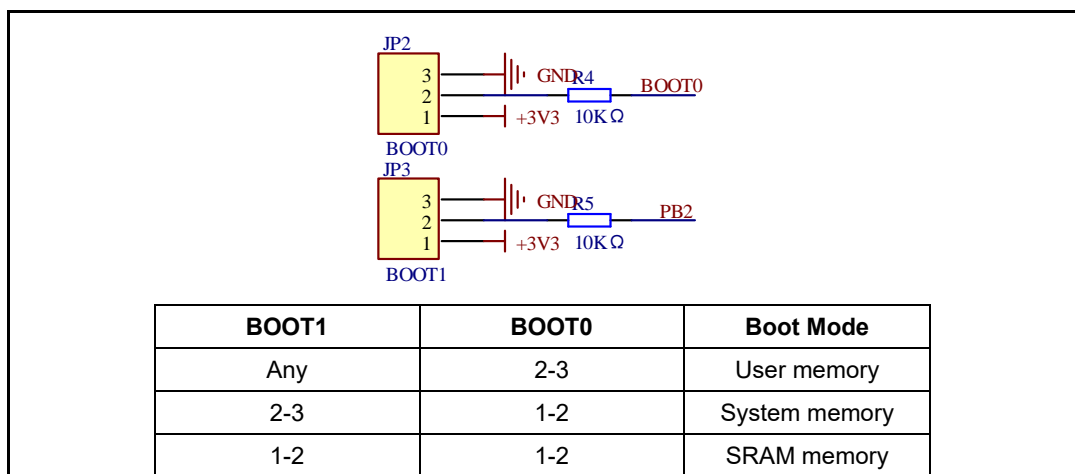 JP2
3 GND R4 BOOT0
2
1 +3V3 10KΩ
BOOT0
JP3
3 GND R5 PB2
2
1 +3V3 10KΩ
BOOT1
BOOT1 BOOT0 Boot Mode
Any 2-3 User memory
2-3 1-2 System memory
1-2 1-2 SRAM memory